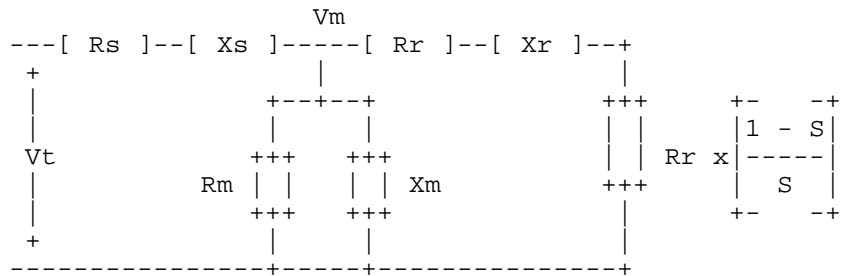 Vm
---[ Rs ]--[ Xs ]-----[ Rr ]--[ Xr ]--+
+ | |
| +--+--+ +++ +- -+
| | | | | |1 - S|
Vt +++ +++ | | Rr x|-----|
| Rm | | | | Xm +++ | S |
| +++ +++ | +- -+
+ | | |
----------------+-----+---------------+